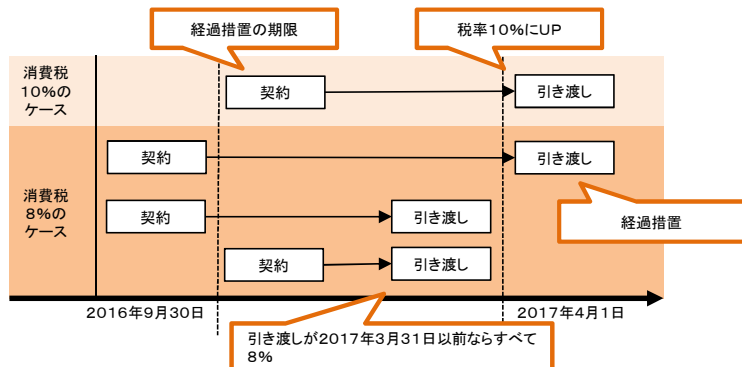 経過措置の期限
税率10%にUP
消費税
10%の
ケース
契約
引き渡し
契約
引き渡し
消費税
8%の
ケース
契約
引き渡し
経過措置
契約
引き渡し
2016年9月30日
2017年4月1日
引き渡しが2017年3月31日以前ならすべて
8%